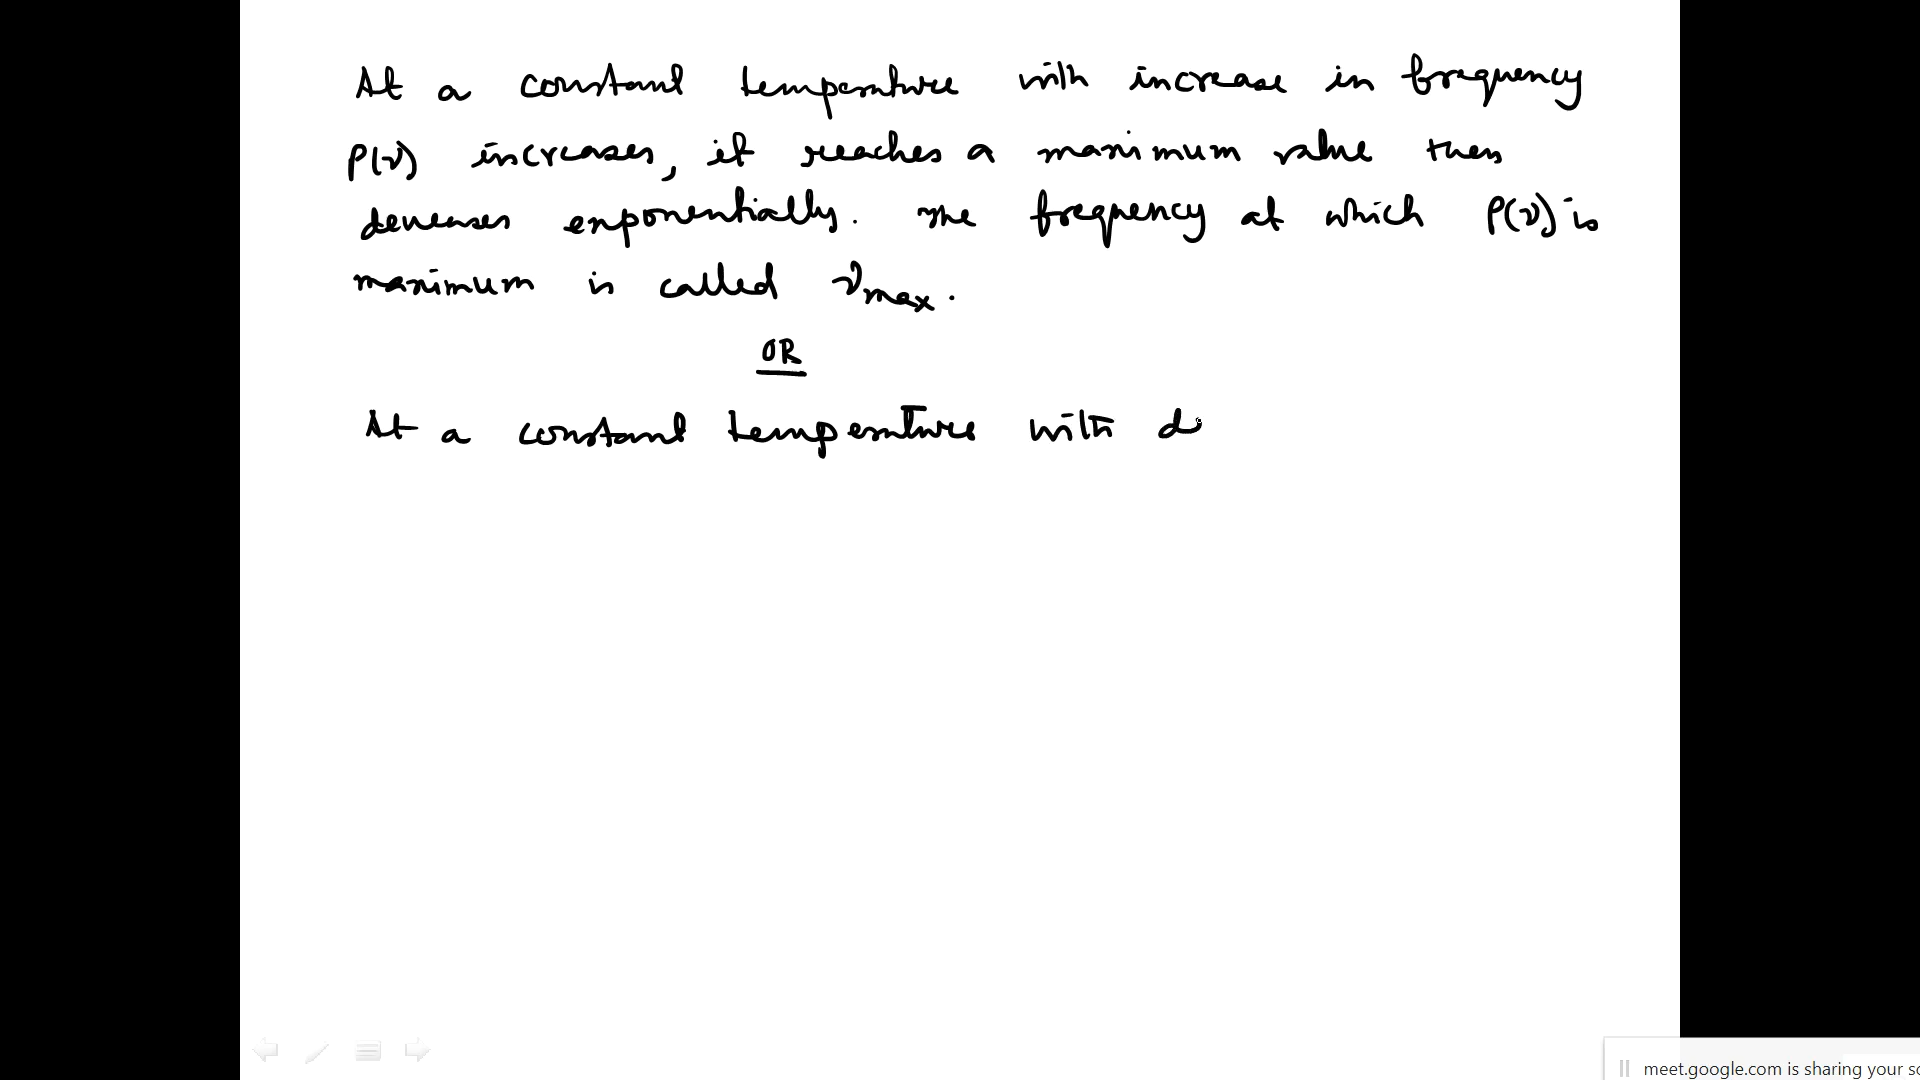 At a constant temperature with increase in frequency
P(ν) increases, it reaches a maximum value then
decreases exponentially. The frequency at which P(ν) is
maximum is called νmax.
OR
At a constant temperature with d
meet.google.com is sharing your sc